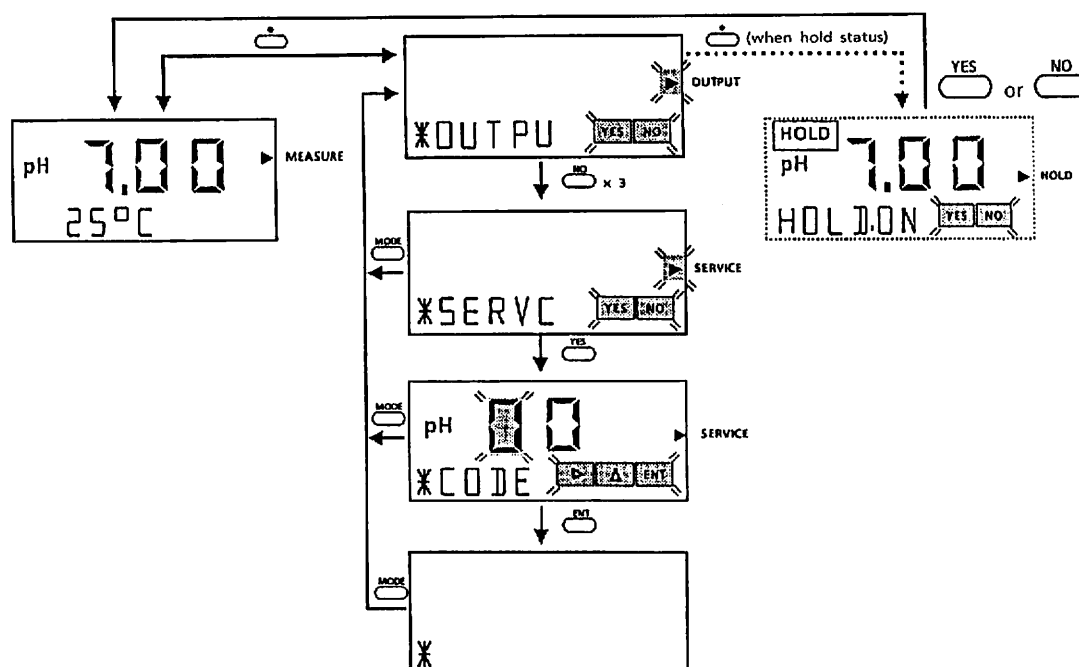 * (when hold status)
*
YES or NO
OUTPUT
*OUTPU YES NO
HOLD
pH 7.00
HOLD
HOLD.ON YES NO
pH 7.00
MEASURE
25°C
NO × 3
MODE
SERVICE
*SERVC YES NO
YES
MODE
pH 00
SERVICE
*CODE ▷ △ ENT
ENT
MODE
*